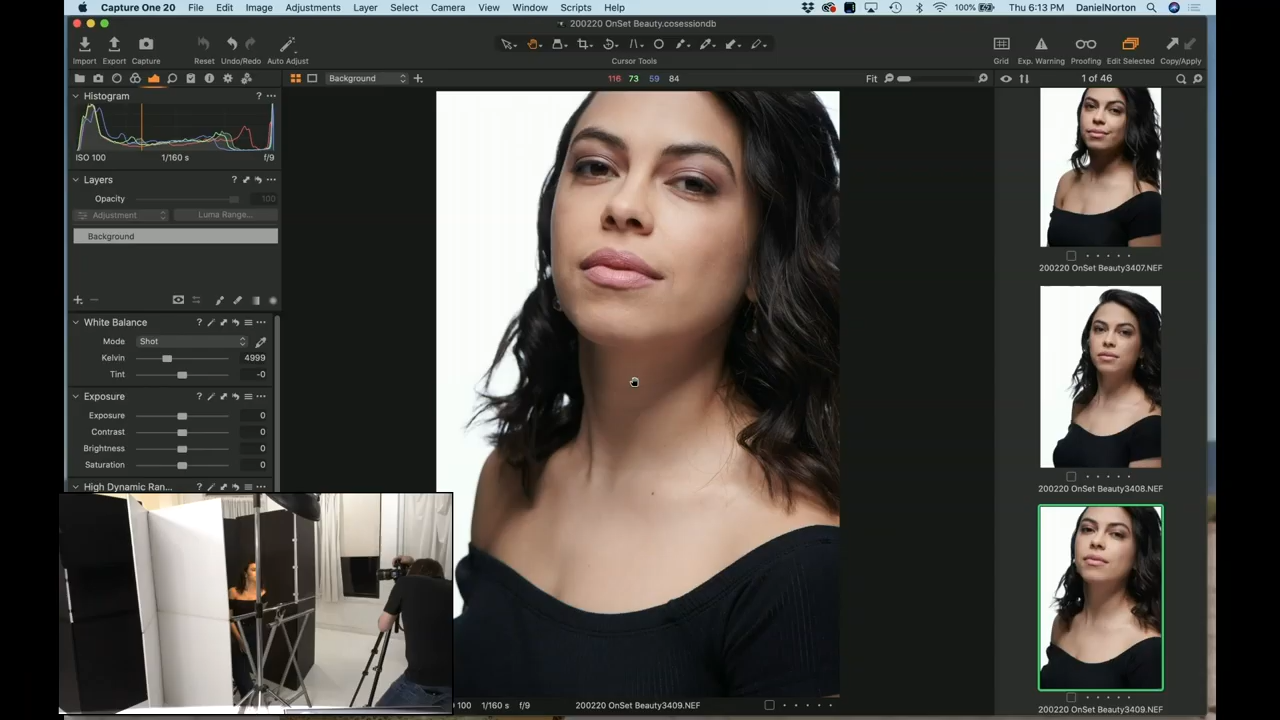 Capture One 20 File Edit Image Adjustments Layer Select Camera View Window Scripts Help 100% Thu 6:13 PM DanielNorton
200220 OnSet Beauty.cosessiondb
Import Export Capture Reset Undo/Redo Auto Adjust Cursor Tools Grid Exp. Warning Proofing Edit Selected Copy/Apply
Background 116 73 59 84 Fit 1 of 46
Histogram ? ...
ISO 100 1/160 s f/9
Layers ? ...
Opacity 100
Adjustment Luma Range...
Background
White Balance ? ...
Mode Shot
Kelvin 4999
Tint -0
Exposure ? ...
Exposure 0
Contrast 0
Brightness 0
Saturation 0
High Dynamic Ran... ? ...
200220 OnSet Beauty3407.NEF
200220 OnSet Beauty3408.NEF
200220 OnSet Beauty3409.NEF
100 1/160 s f/9 200220 OnSet Beauty3409.NEF